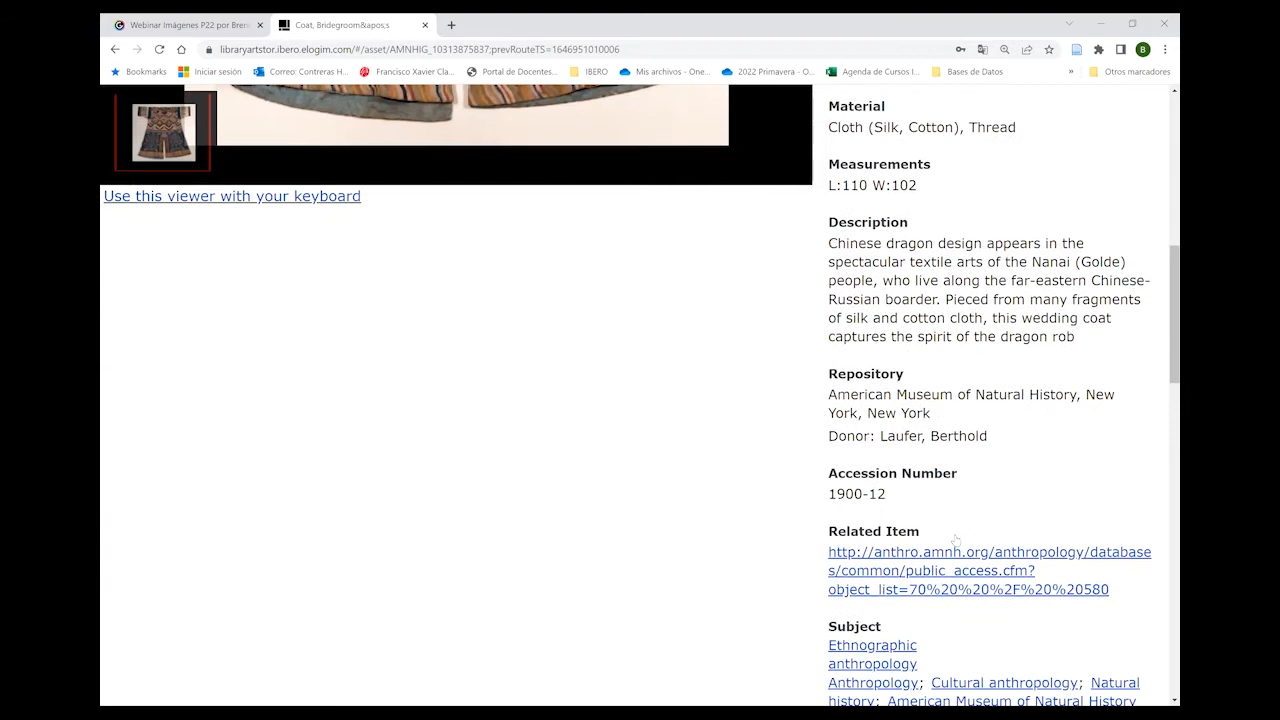 Webinar Imágenes P22 por Bren
Coat, Bridegroom&apos;s
libraryartstor.ibero.elogim.com/#/asset/AMNHIG_10313875837;prevRouteTS=1646951010006
B
Bookmarks
Iniciar sesión
Correo: Contreras H...
Francisco Xavier Cla...
Portal de Docentes...
IBERO
Mis archivos - One...
2022 Primavera - O...
Agenda de Cursos I...
Bases de Datos
»
Otros marcadores
Use this viewer with your keyboard
Material
Cloth (Silk, Cotton), Thread
Measurements
L:110 W:102
Description
Chinese dragon design appears in the
spectacular textile arts of the Nanai (Golde)
people, who live along the far-eastern Chinese-
Russian boarder. Pieced from many fragments
of silk and cotton cloth, this wedding coat
captures the spirit of the dragon rob
Repository
American Museum of Natural History, New
York, New York
Donor: Laufer, Berthold
Accession Number
1900-12
Related Item
http://anthro.amnh.org/anthropology/database
s/common/public_access.cfm?
object_list=70%20%20%2F%20%20580
Subject
Ethnographic
anthropology
Anthropology; Cultural anthropology; Natural
history; American Museum of Natural History